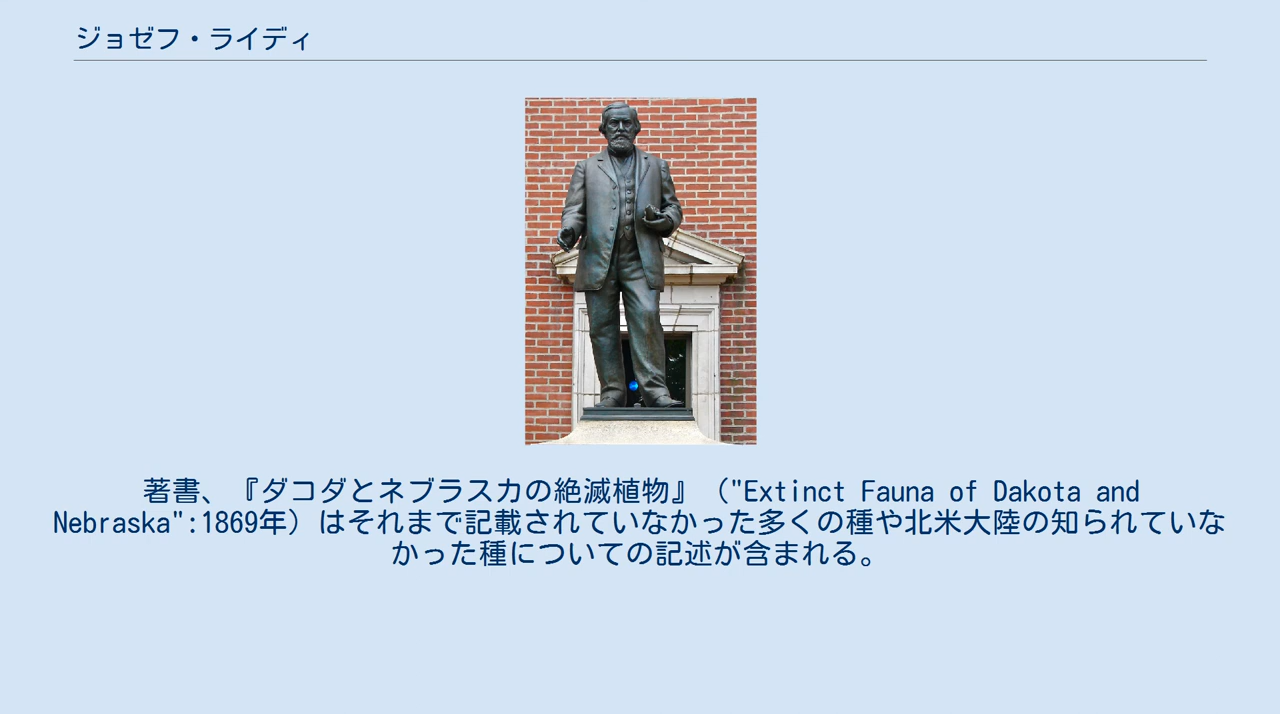 ジョゼフ・ライディ
著書、『ダコダとネブラスカの絶滅植物』（"Extinct Fauna of Dakota and
Nebraska":1869年）はそれまで記載されていなかった多くの種や北米大陸の知られていな
かった種についての記述が含まれる。